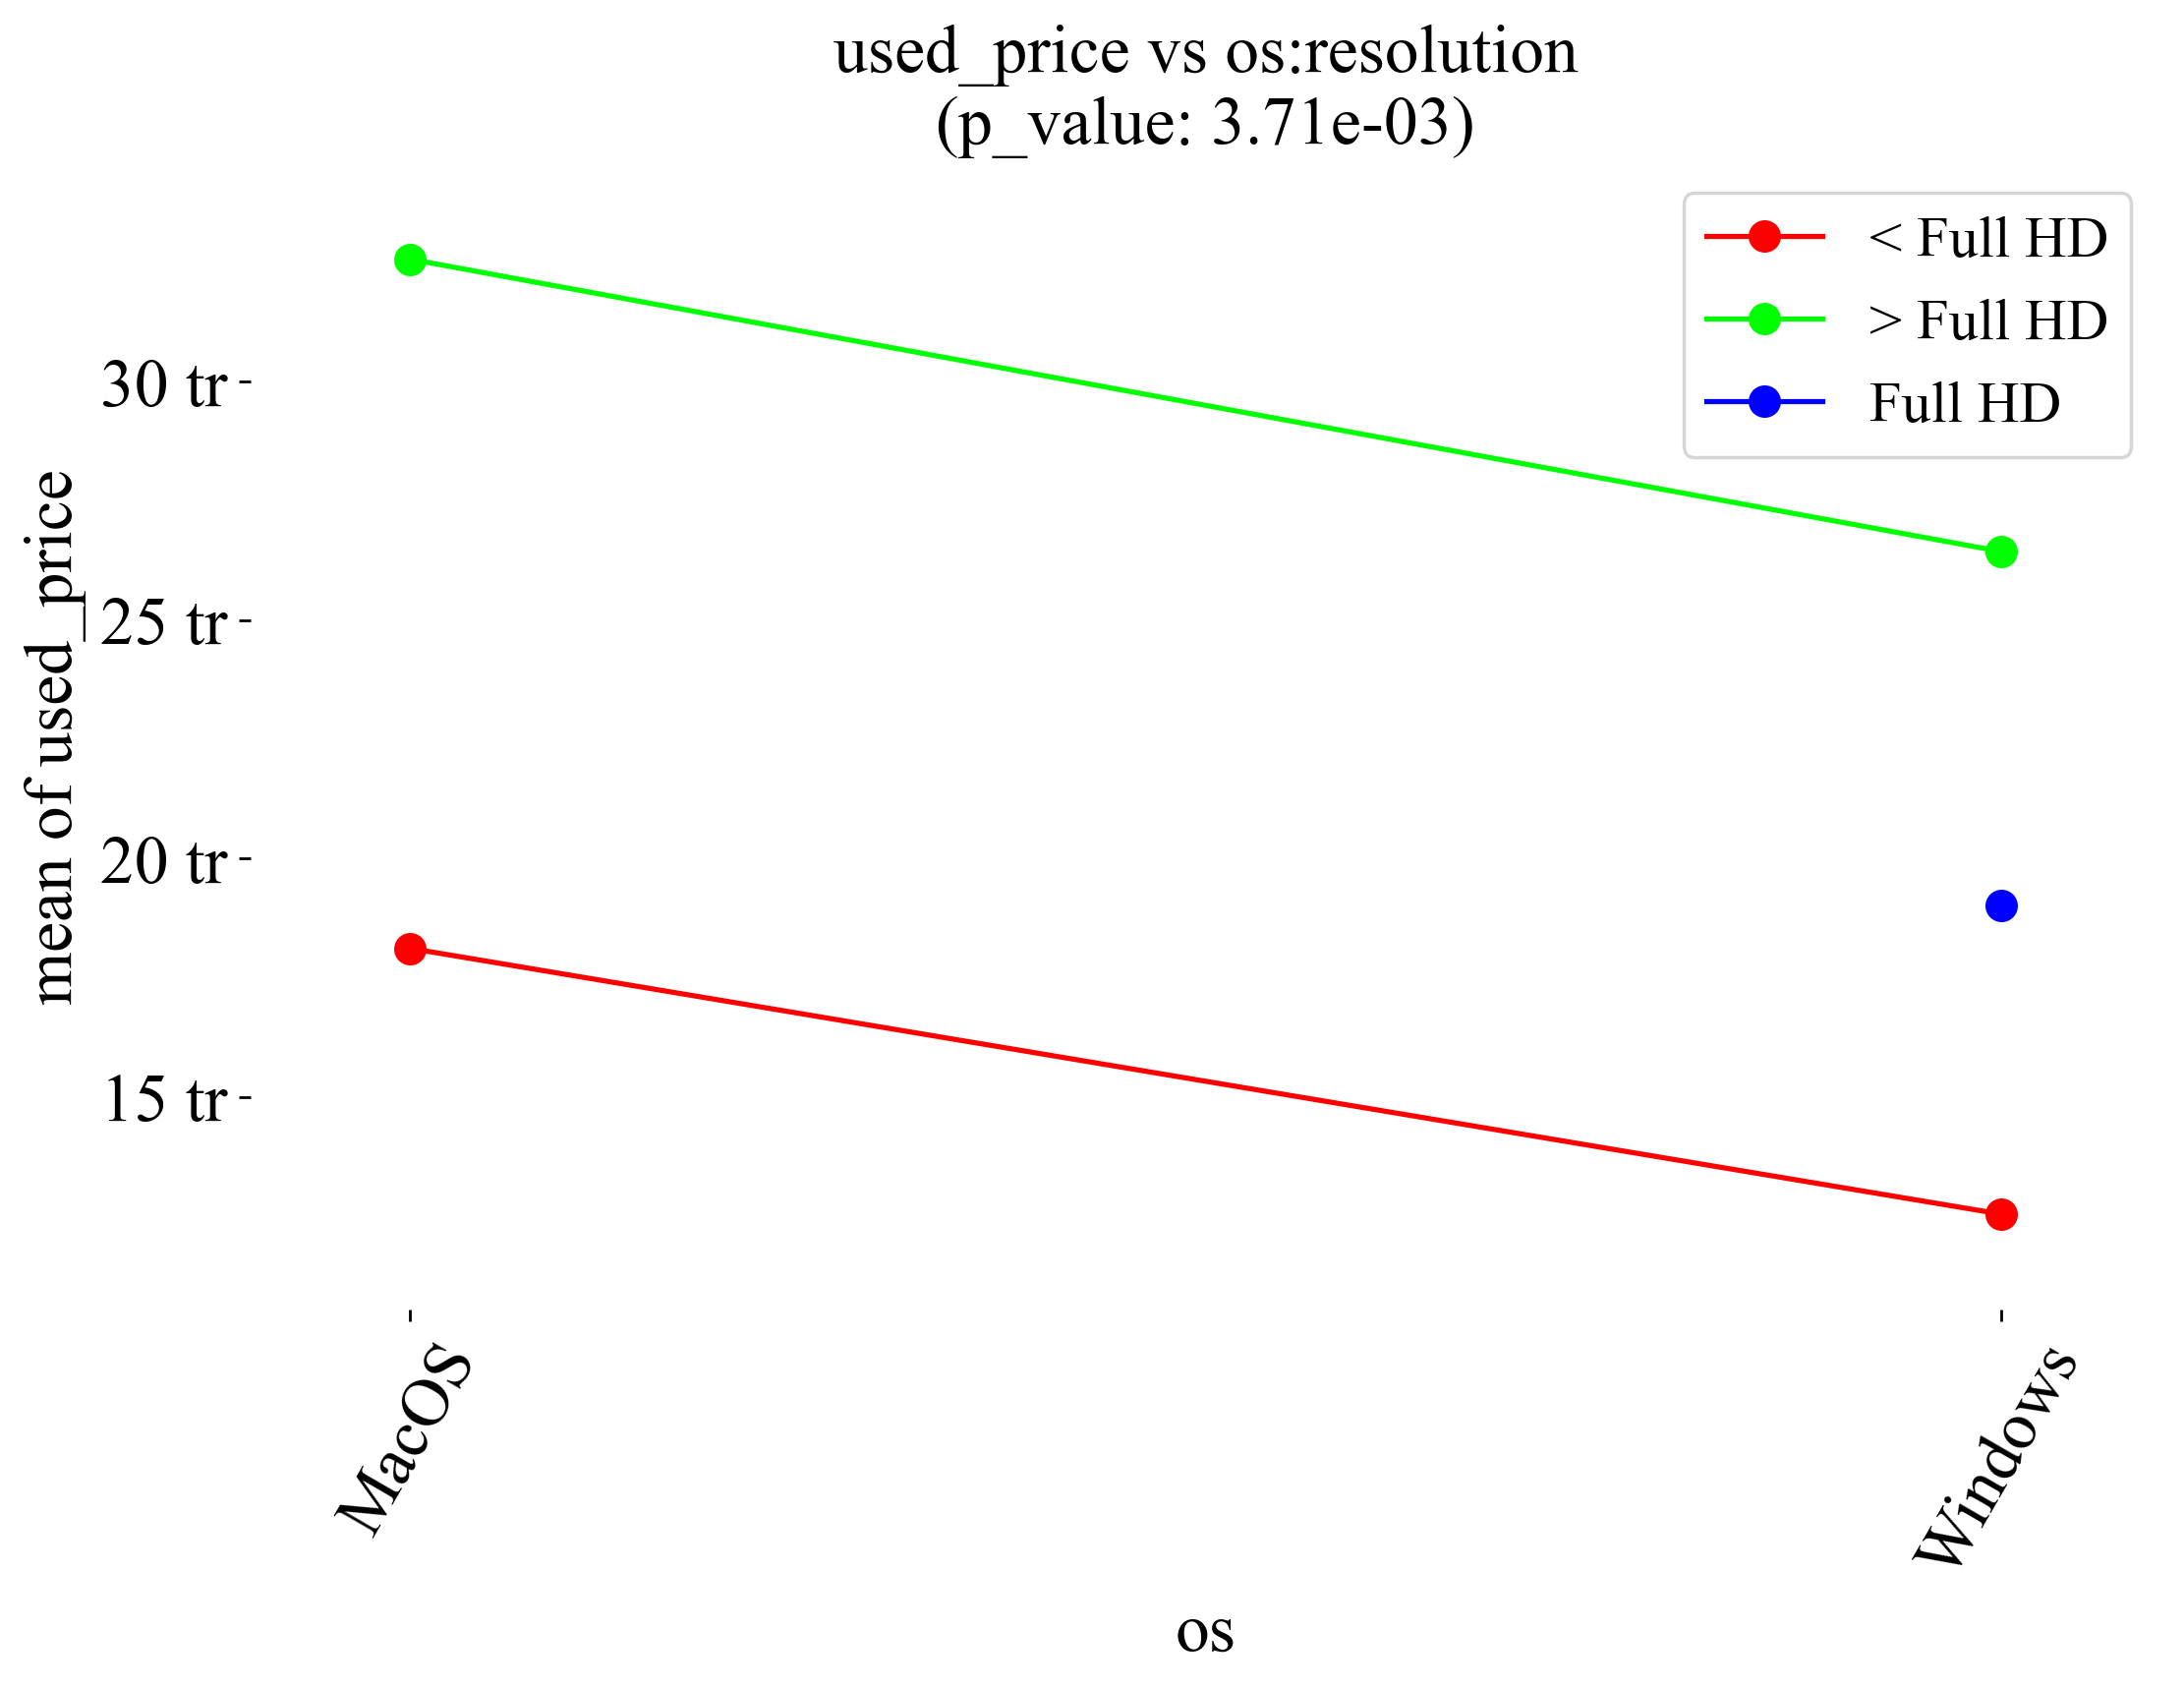 used_price vs os:resolution
(p_value: 3.71e-03)
< Full HD
> Full HD
Full HD
mean of used_price
30 tr
25 tr
20 tr
15 tr
MacOS
Windows
os